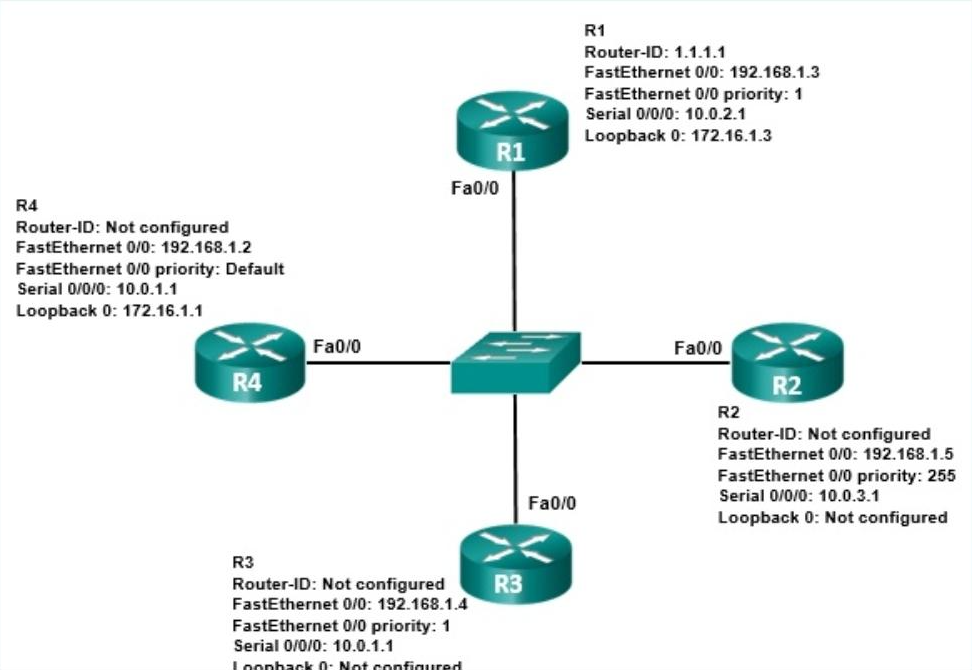 R1
Router-ID: 1.1.1.1
FastEthernet 0/0: 192.168.1.3
FastEthernet 0/0 priority: 1
Serial 0/0/0: 10.0.2.1
Loopback 0: 172.16.1.3
R1
Fa0/0
R4
Router-ID: Not configured
FastEthernet 0/0: 192.168.1.2
FastEthernet 0/0 priority: Default
Serial 0/0/0: 10.0.1.1
Loopback 0: 172.16.1.1
Fa0/0
R4
Fa0/0
R2
R2
Router-ID: Not configured
FastEthernet 0/0: 192.168.1.5
FastEthernet 0/0 priority: 255
Serial 0/0/0: 10.0.3.1
Loopback 0: Not configured
Fa0/0
R3
R3
Router-ID: Not configured
FastEthernet 0/0: 192.168.1.4
FastEthernet 0/0 priority: 1
Serial 0/0/0: 10.0.1.1
Loopback 0: Not configured